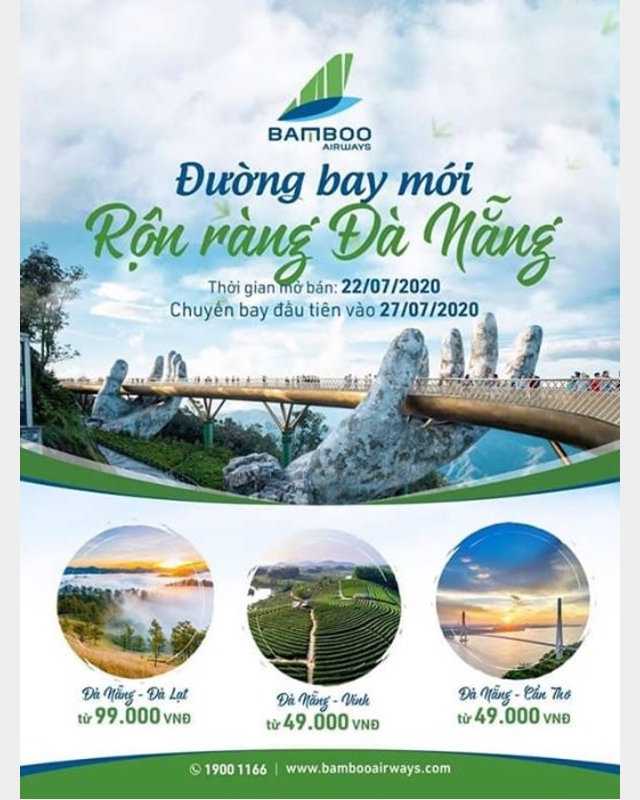 BAMBOO
AIRWAYS
Đường bay mới
Rộn ràng Đà Nẵng
Thời gian mở bán: 22/07/2020
Chuyến bay đầu tiên vào 27/07/2020
Đà Nẵng - Đà Lạt
từ 99.000 VNĐ
Đà Nẵng - Vinh
từ 49.000 VNĐ
Đà Nẵng - Cần Thơ
từ 49.000 VNĐ
1900 1166 | www.bambooairways.com